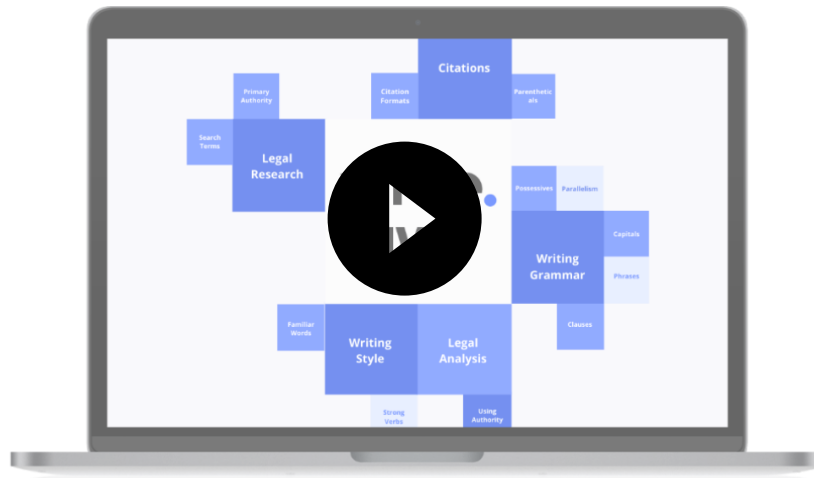 Citations
Primary
Authority
Citation
Formats
Parenthetic
als
Search
Terms
Legal
Research
Possessives
Parallelism
Capitals
Writing
Grammar
Phrases
Familiar
Words
Clauses
Writing
Style
Legal
Analysis
Strong
Verbs
Using
Authority